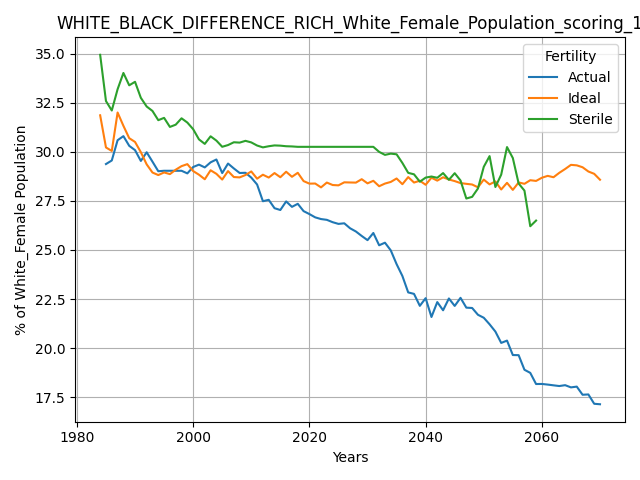 WHITE_BLACK_DIFFERENCE_RICH_White_Female_Population_scoring_1
Fertility
Actual
Ideal
Sterile
% of White_Female Population
35.0
32.5
30.0
27.5
25.0
22.5
20.0
17.5
1980
2000
2020
2040
2060
Years